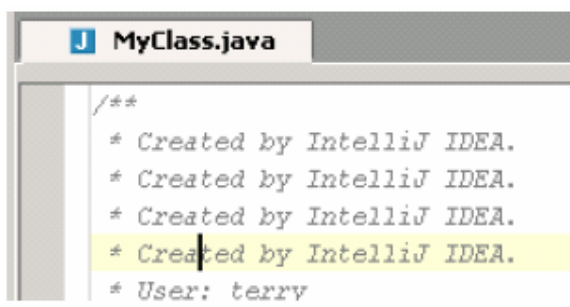 J MyClass.java
/**
* Created by IntelliJ IDEA.
* Created by IntelliJ IDEA.
* Created by IntelliJ IDEA.
* Created by IntelliJ IDEA.
* User: terry